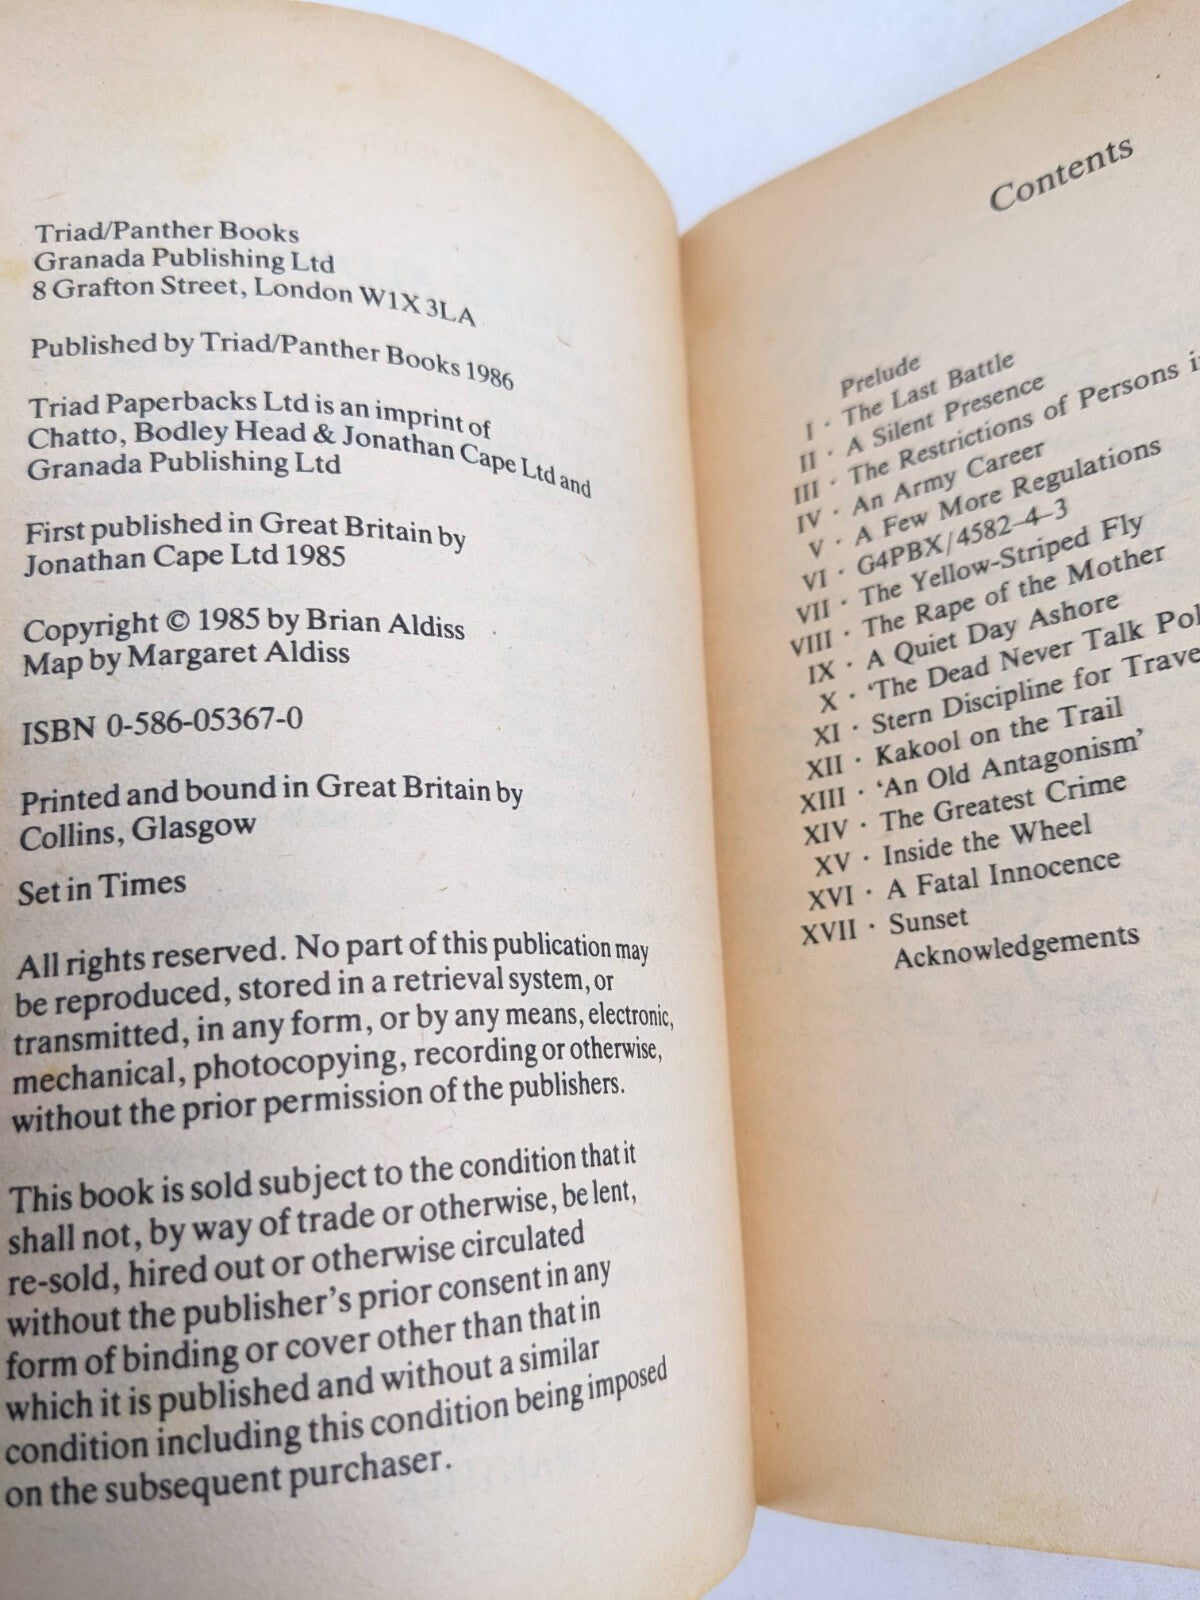 Triad/Panther Books
Granada Publishing Ltd
8 Grafton Street, London W1X 3LA
Published by Triad/Panther Books 1986
Triad Paperbacks Ltd is an imprint of
Chatto, Bodley Head & Jonathan Cape Ltd and
Granada Publishing Ltd
First published in Great Britain by
Jonathan Cape Ltd 1985
Copyright © 1985 by Brian Aldiss
Map by Margaret Aldiss
ISBN 0-586-05367-0
Printed and bound in Great Britain by
Collins, Glasgow
Set in Times
All rights reserved. No part of this publication may
be reproduced, stored in a retrieval system, or
transmitted, in any form, or by any means, electronic,
mechanical, photocopying, recording or otherwise,
without the prior permission of the publishers.
This book is sold subject to the condition that it
shall not, by way of trade or otherwise, be lent,
re-sold, hired out or otherwise circulated
without the publisher's prior consent in any
form of binding or cover other than that in
which it is published and without a similar
condition including this condition being imposed
on the subsequent purchaser.
Contents
Prelude
I · The Last Battle
II · A Silent Presence
III · The Restrictions of Persons
IV · An Army Career
V · A Few More Regulations
VI · G4PBX/4582-4-3
VII · The Yellow-Striped Fly
VIII · The Rape of the Mother
IX · A Quiet Day Ashore
X · 'The Dead Never Talk
XI · Stern Discipline for
XII · Kakool on the Trail
XIII · 'An Old Antagonism'
XIV · The Greatest Crime
XV · Inside the Wheel
XVI · A Fatal Innocence
XVII · Sunset
Acknowledgements